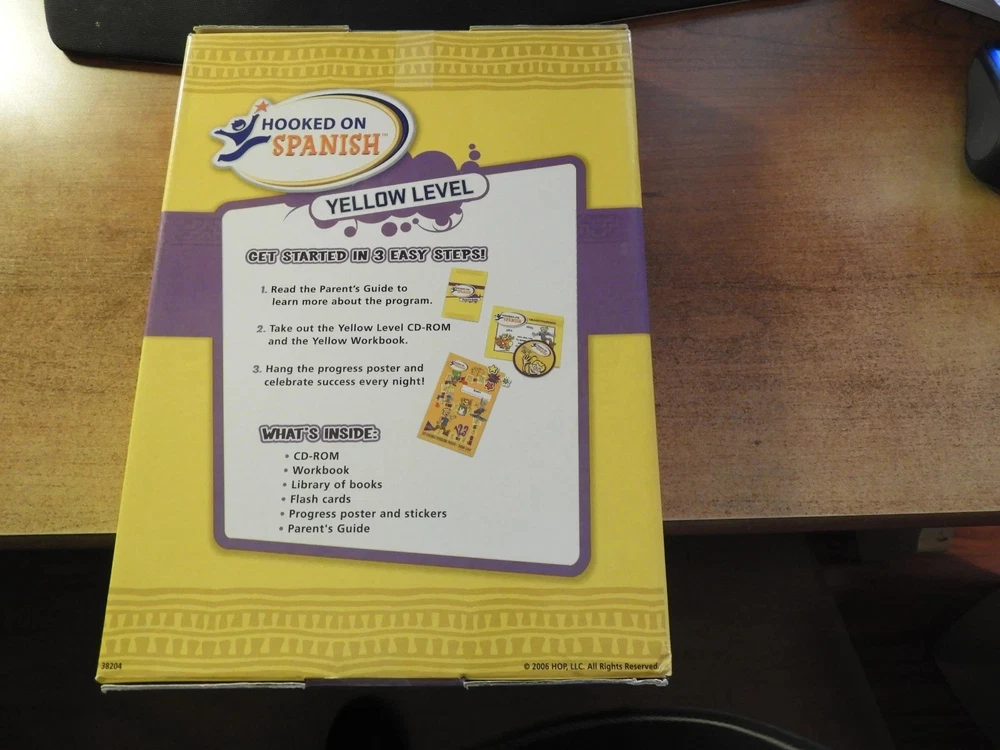 HOOKED ON
SPANISH™
YELLOW LEVEL
GET STARTED IN 3 EASY STEPS!
1. Read the Parent's Guide to
learn more about the program.
2. Take out the Yellow Level CD-ROM
and the Yellow Workbook.
3. Hang the progress poster and
celebrate success every night!
HOOKED ON
SPANISH
WHAT'S INSIDE:
• CD-ROM
• Workbook
• Library of books
• Flash cards
• Progress poster and stickers
• Parent's Guide
38204
© 2006 HOP, LLC. All Rights Reserved.